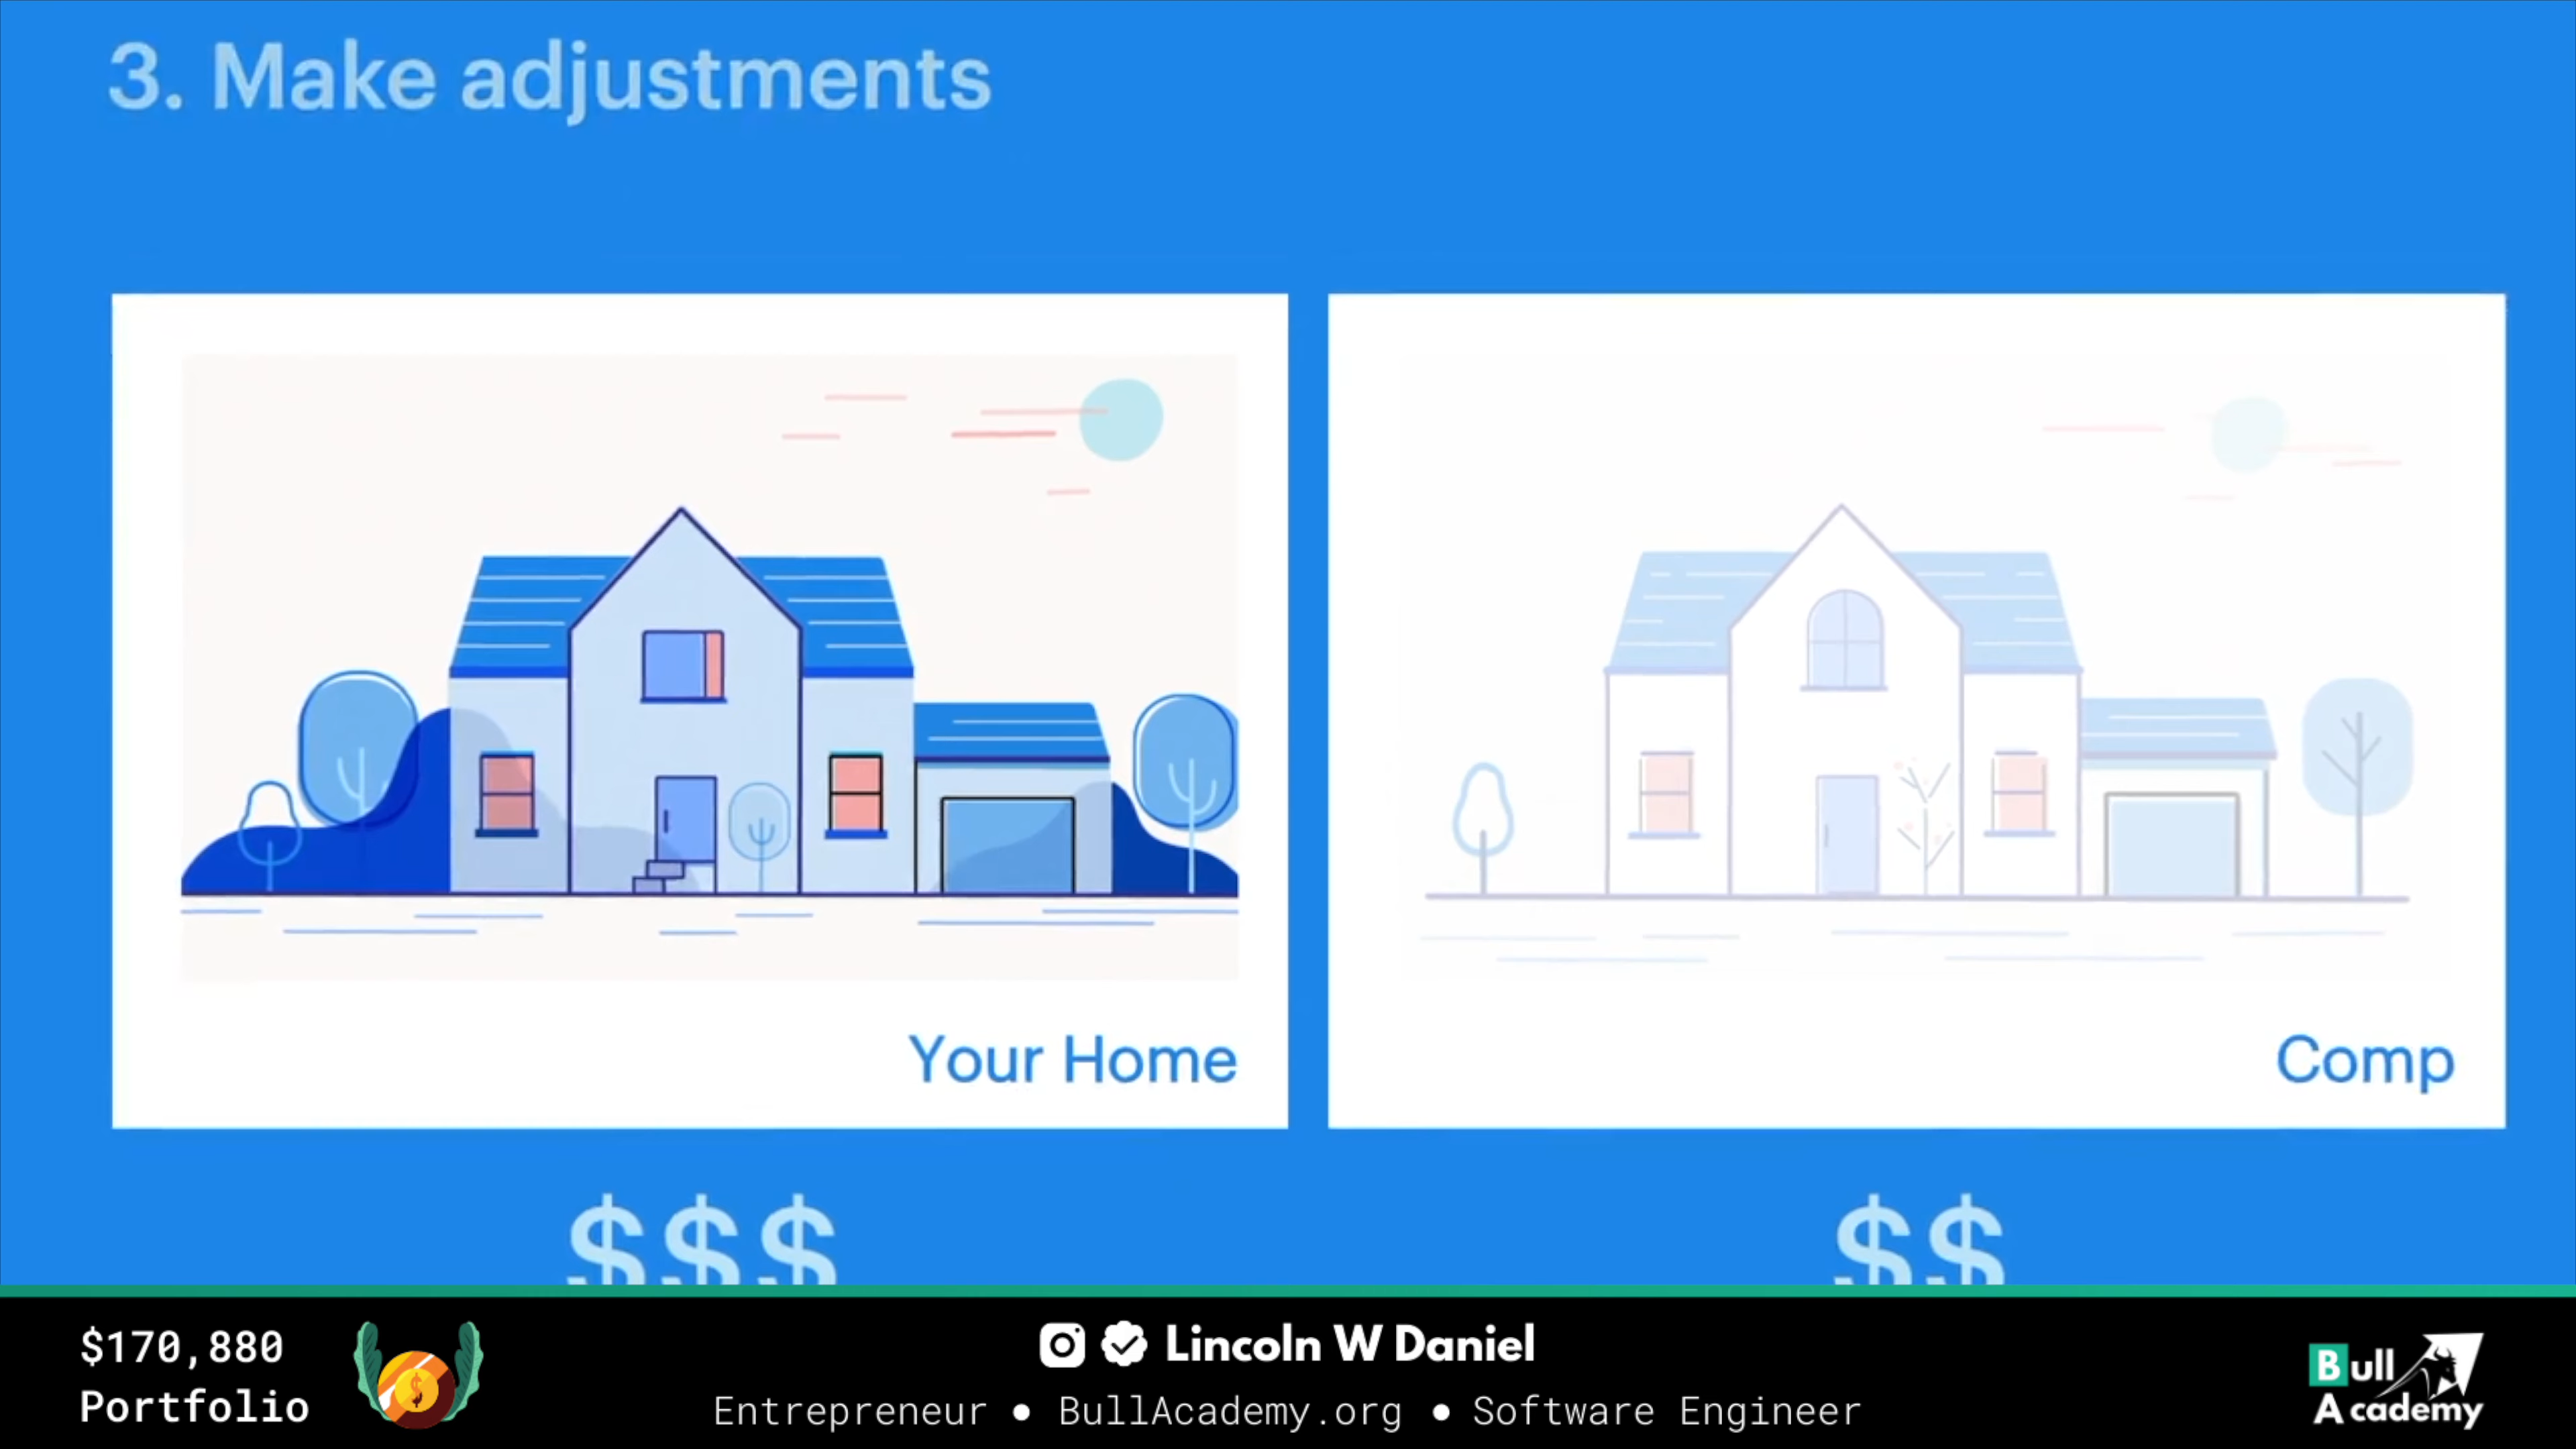 3. Make adjustments
Your Home
Comp
$$$
$$
$170,880
Portfolio
Lincoln W Daniel
Entrepreneur ● BullAcademy.org ● Software Engineer
Bull
Academy